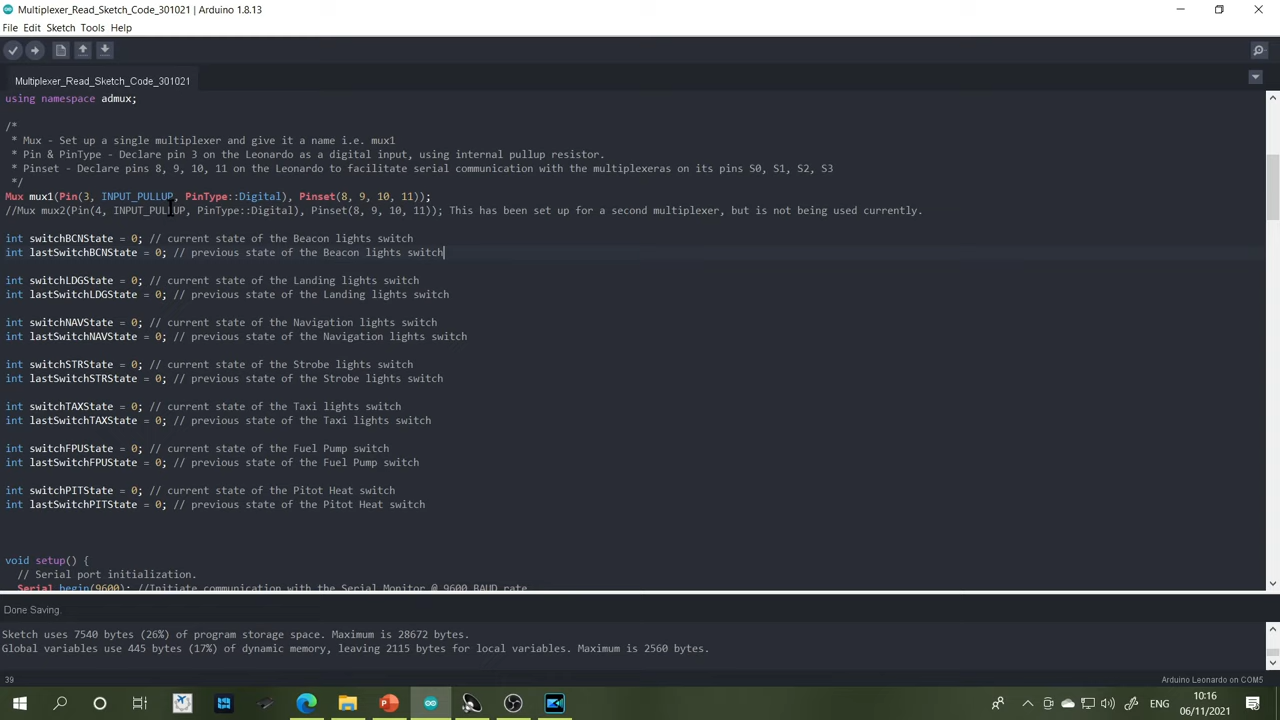 Multiplexer_Read_Sketch_Code_301021 | Arduino 1.8.13
File Edit Sketch Tools Help
Multiplexer_Read_Sketch_Code_301021
using namespace admux;
/*
* Mux - Set up a single multiplexer and give it a name i.e. mux1
* Pin & PinType - Declare pin 3 on the Leonardo as a digital input, using internal pullup resistor.
* Pinset - Declare pins 8, 9, 10, 11 on the Leonardo to facilitate serial communication with the multiplexeras on its pins S0, S1, S2, S3
*/
Mux mux1(Pin(3, INPUT_PULLUP, PinType::Digital), Pinset(8, 9, 10, 11));
//Mux mux2(Pin(4, INPUT_PULLUP, PinType::Digital), Pinset(8, 9, 10, 11)); This has been set up for a second multiplexer, but is not being used currently.
int switchBCNState = 0; // current state of the Beacon lights switch
int lastSwitchBCNState = 0; // previous state of the Beacon lights switch
int switchLDGState = 0; // current state of the Landing lights switch
int lastSwitchLDGState = 0; // previous state of the Landing lights switch
int switchNAVState = 0; // current state of the Navigation lights switch
int lastSwitchNAVState = 0; // previous state of the Navigation lights switch
int switchSTRState = 0; // current state of the Strobe lights switch
int lastSwitchSTRState = 0; // previous state of the Strobe lights switch
int switchTAXState = 0; // current state of the Taxi lights switch
int lastSwitchTAXState = 0; // previous state of the Taxi lights switch
int switchFPUState = 0; // current state of the Fuel Pump switch
int lastSwitchFPUState = 0; // previous state of the Fuel Pump switch
int switchPITState = 0; // current state of the Pitot Heat switch
int lastSwitchPITState = 0; // previous state of the Pitot Heat switch
void setup() {
// Serial port initialization.
Serial begin(9600); //Initiate communication with the Serial Monitor @ 9600 BAUD rate
Done Saving.
Sketch uses 7540 bytes (26%) of program storage space. Maximum is 28672 bytes.
Global variables use 445 bytes (17%) of dynamic memory, leaving 2115 bytes for local variables. Maximum is 2560 bytes.
39
Arduino Leonardo on COM5
ENG
10:16
06/11/2021